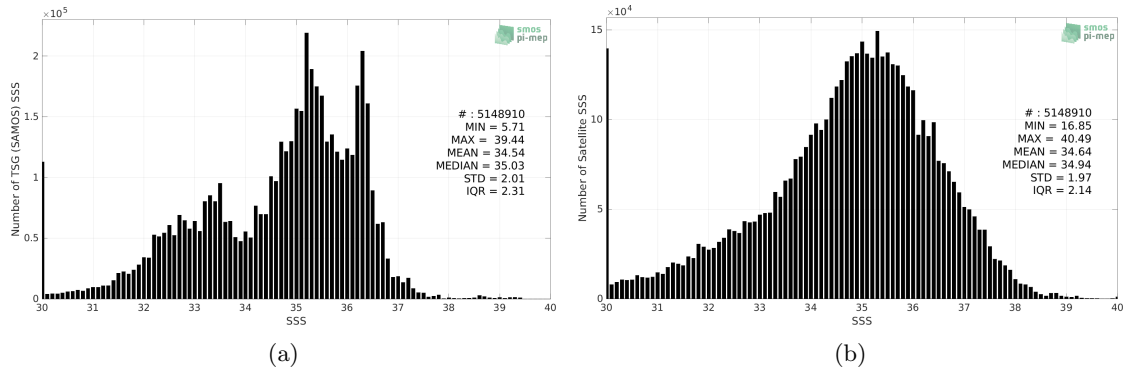 ×10⁵
smos
pi-mep
Number of TSG (SAMOS) SSS
2
1.5
1
0.5
0
# : 5148910
MIN = 5.71
MAX = 39.44
MEAN = 34.54
MEDIAN = 35.03
STD = 2.01
IQR = 2.31
30 31 32 33 34 35 36 37 38 39 40
SSS
(a)
×10⁴
smos
pi-mep
Number of Satellite SSS
15
10
5
0
# : 5148910
MIN = 16.85
MAX = 40.49
MEAN = 34.64
MEDIAN = 34.94
STD = 1.97
IQR = 2.14
30 31 32 33 34 35 36 37 38 39 40
SSS
(b)